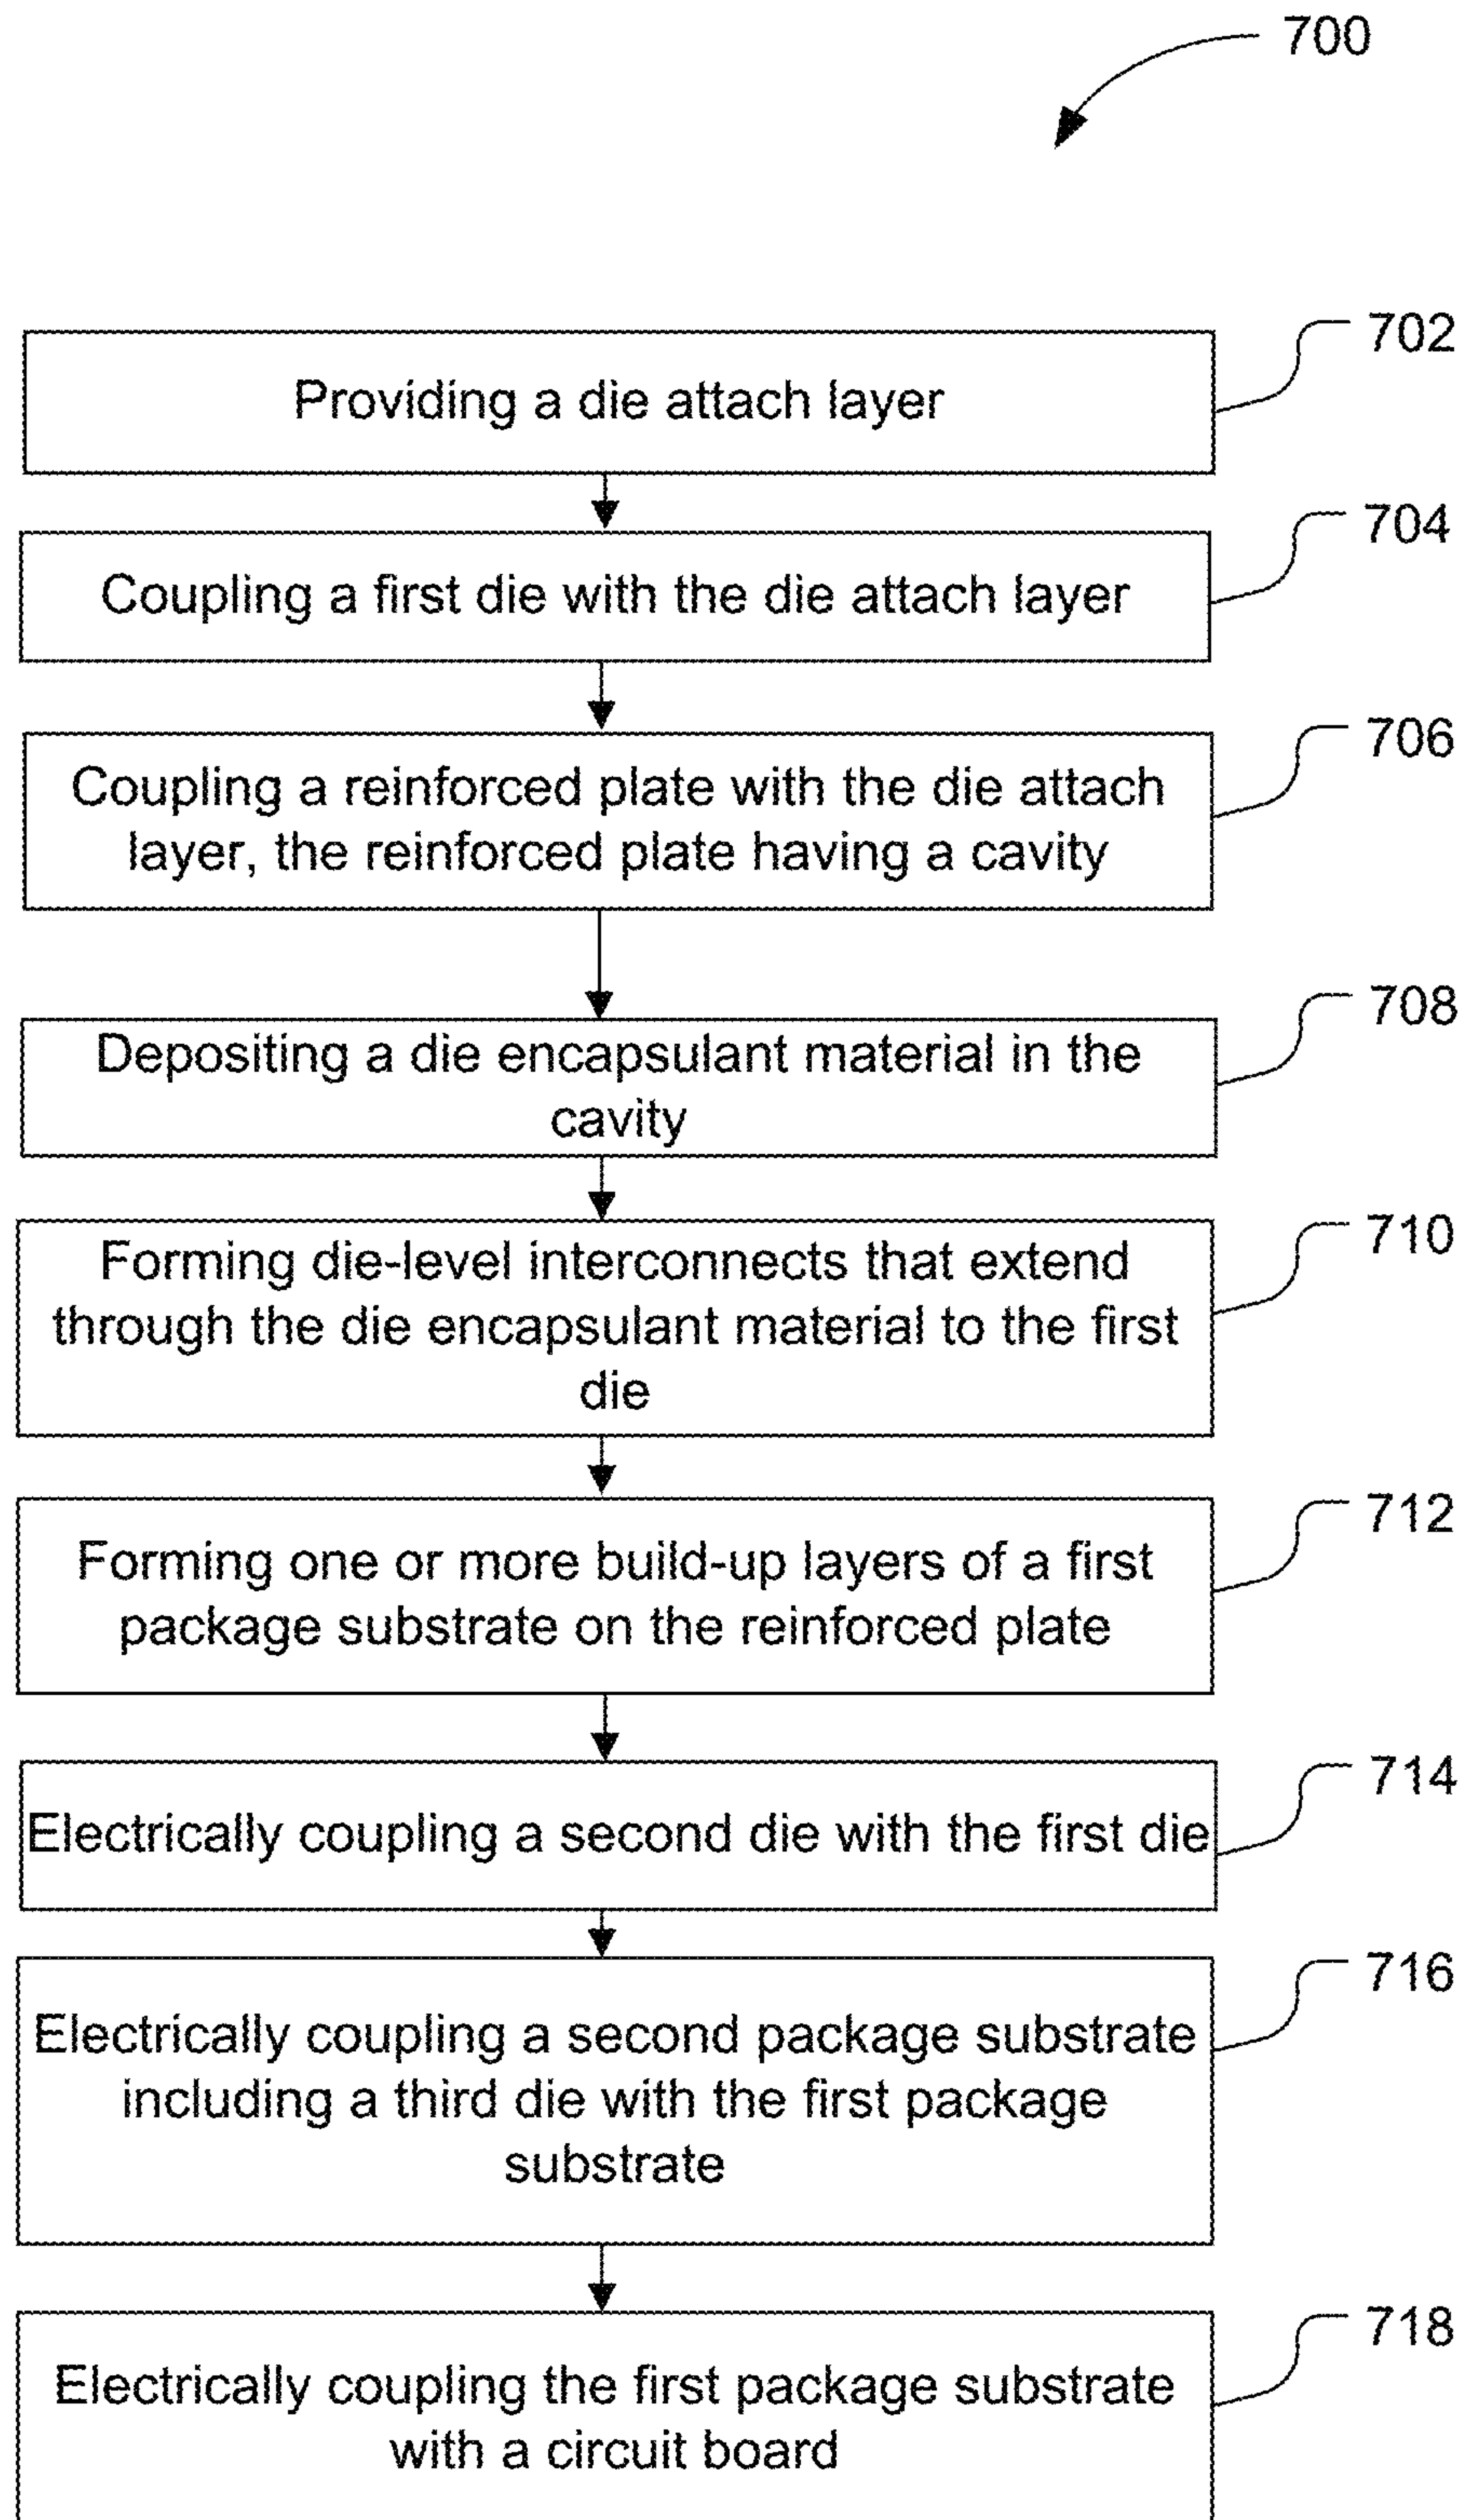 700
702
Providing a die attach layer
704
Coupling a first die with the die attach layer
706
Coupling a reinforced plate with the die attach
layer, the reinforced plate having a cavity
708
Depositing a die encapsulant material in the
cavity
710
Forming die-level interconnects that extend
through the die encapsulant material to the first
die
712
Forming one or more build-up layers of a first
package substrate on the reinforced plate
714
Electrically coupling a second die with the first die
716
Electrically coupling a second package substrate
including a third die with the first package
substrate
718
Electrically coupling the first package substrate
with a circuit board